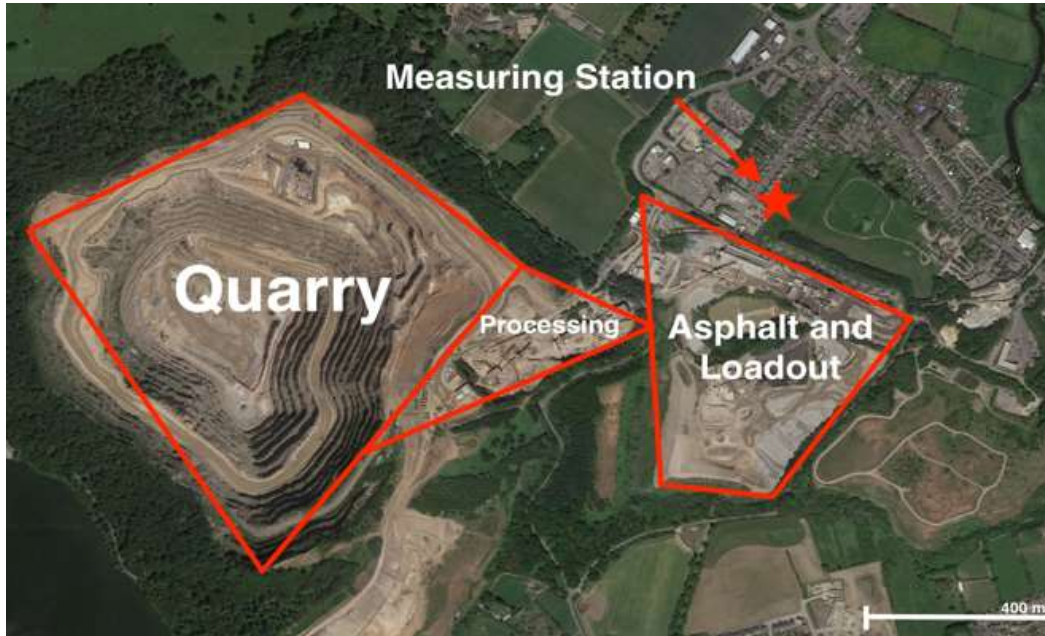 Measuring Station
Quarry
Processing
Asphalt and
Loadout
400 m